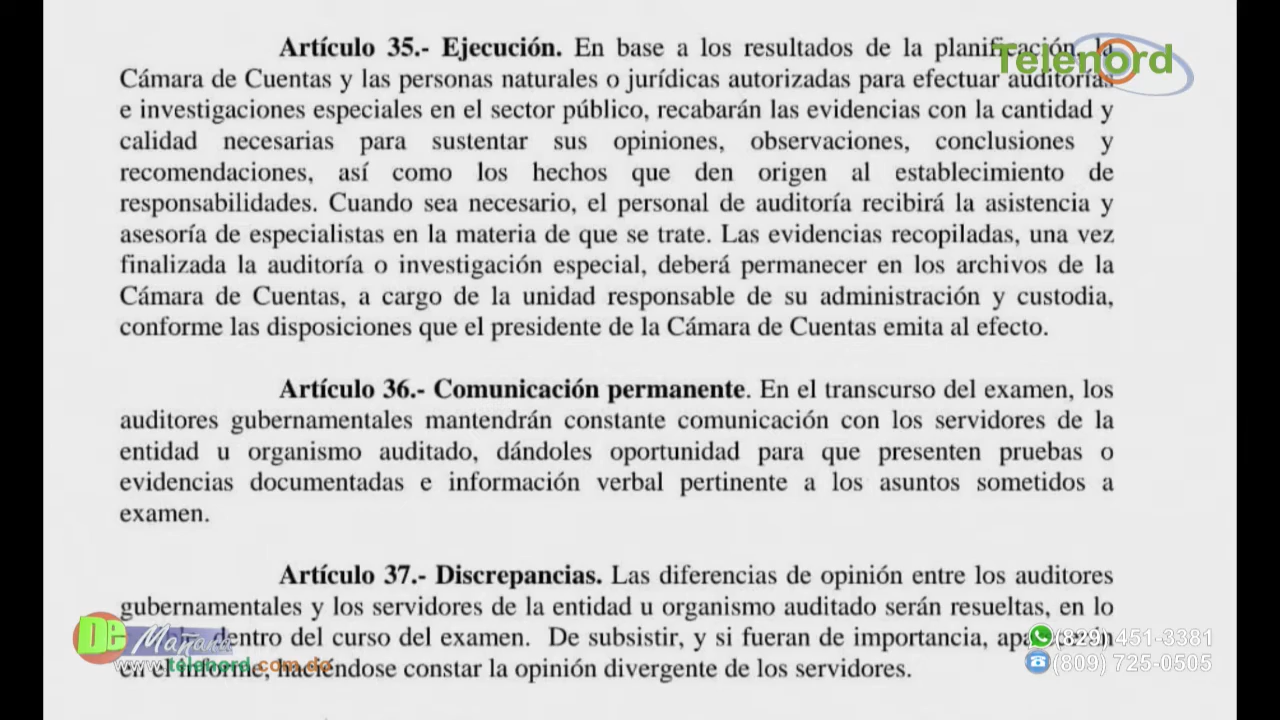 Artículo 35.- Ejecución. En base a los resultados de la planificación, la
Telenord
Cámara de Cuentas y las personas naturales o jurídicas autorizadas para efectuar auditorías
e investigaciones especiales en el sector público, recabarán las evidencias con la cantidad y
calidad necesarias para sustentar sus opiniones, observaciones, conclusiones y
recomendaciones, así como los hechos que den origen al establecimiento de
responsabilidades. Cuando sea necesario, el personal de auditoría recibirá la asistencia y
asesoría de especialistas en la materia de que se trate. Las evidencias recopiladas, una vez
finalizada la auditoría o investigación especial, deberá permanecer en los archivos de la
Cámara de Cuentas, a cargo de la unidad responsable de su administración y custodia,
conforme las disposiciones que el presidente de la Cámara de Cuentas emita al efecto.
Artículo 36.- Comunicación permanente. En el transcurso del examen, los
auditores gubernamentales mantendrán constante comunicación con los servidores de la
entidad u organismo auditado, dándoles oportunidad para que presenten pruebas o
evidencias documentadas e información verbal pertinente a los asuntos sometidos a
examen.
Artículo 37.- Discrepancias. Las diferencias de opinión entre los auditores
gubernamentales y los servidores de la entidad u organismo auditado serán resueltas, en lo
dentro del curso del examen. De subsistir, y si fueran de importancia,
en el informe, haciéndose constar la opinión divergente de los servidores.
De Mañana
www.telenord.com.do
(829) 451-3381
(809) 725-0505